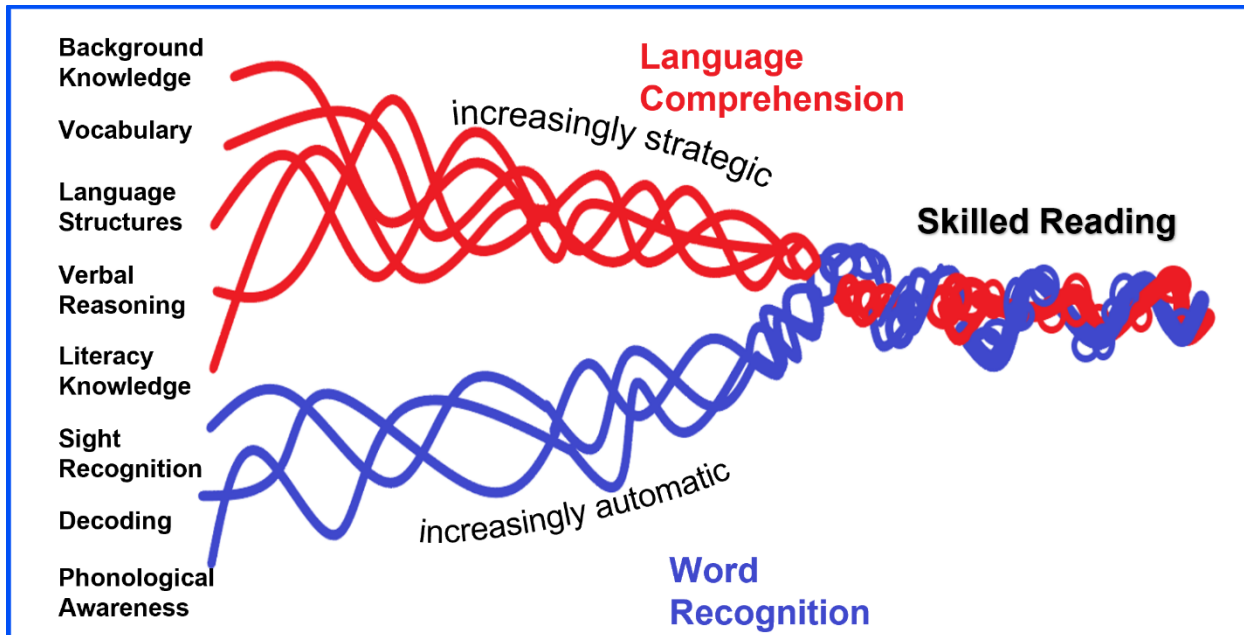 Background
Knowledge
Vocabulary
Language
Structures
Verbal
Reasoning
Literacy
Knowledge
Sight
Recognition
Decoding
Phonological
Awareness
Language
Comprehension
increasingly strategic
Skilled Reading
increasingly automatic
Word
Recognition